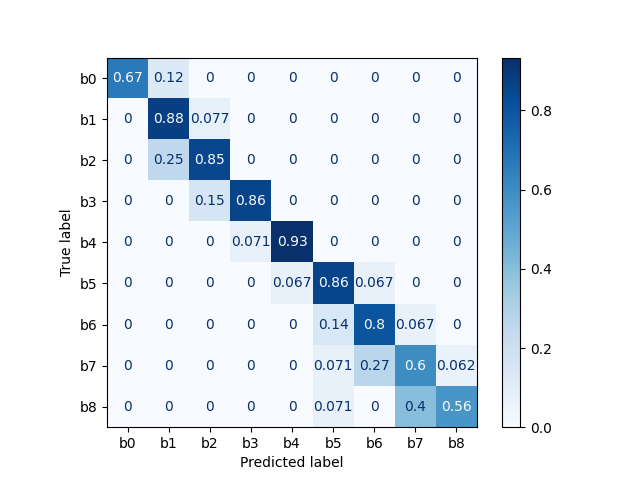 b0 0.67 0.12 0 0 0 0 0 0 0
b1 0 0.88 0.077 0 0 0 0 0 0
b2 0 0.25 0.85 0 0 0 0 0 0
b3 0 0 0.15 0.86 0 0 0 0 0
b4 0 0 0 0.071 0.93 0 0 0 0
b5 0 0 0 0 0.067 0.86 0.067 0 0
b6 0 0 0 0 0 0.14 0.8 0.067 0
b7 0 0 0 0 0 0.071 0.27 0.6 0.062
b8 0 0 0 0 0 0.071 0 0.4 0.56
b0 b1 b2 b3 b4 b5 b6 b7 b8
Predicted label
True label
0.8
0.6
0.4
0.2
0.0